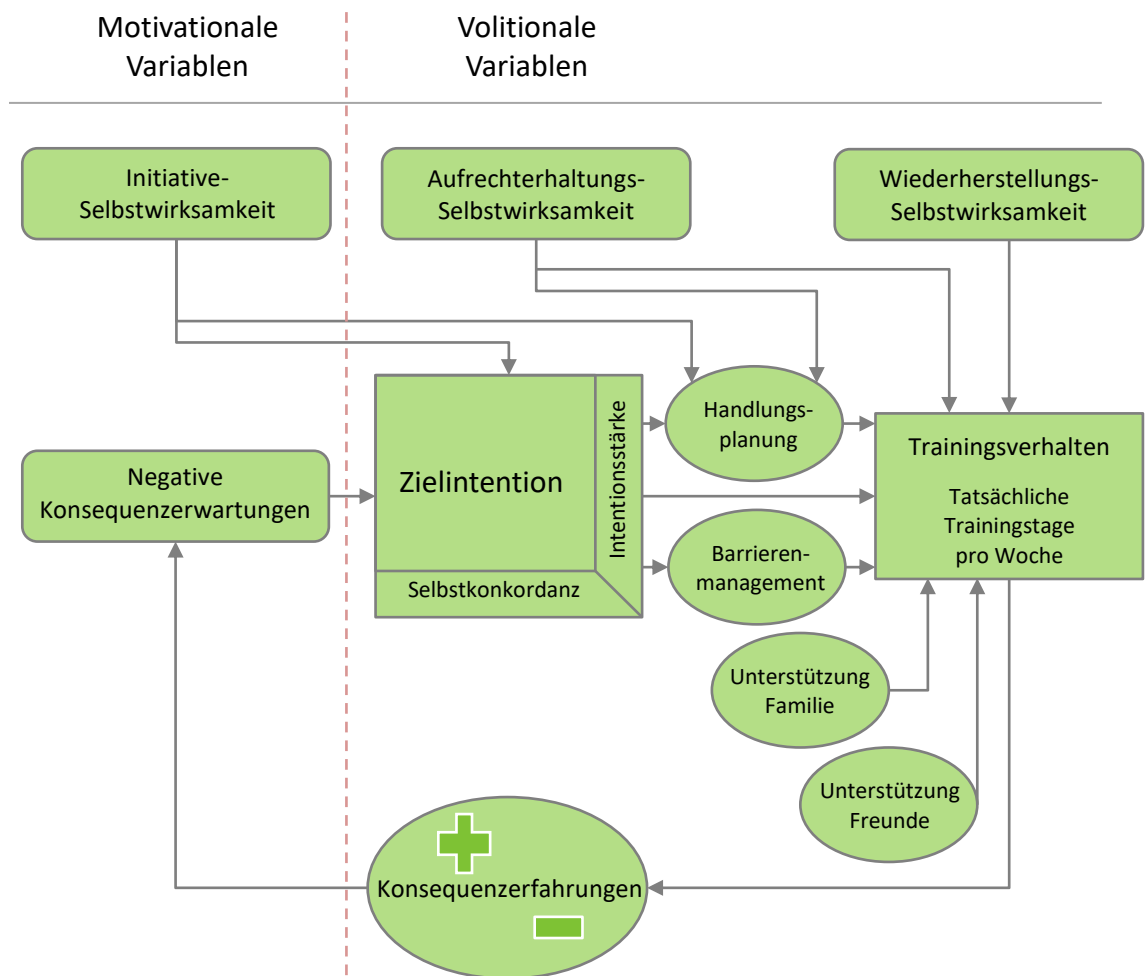 Motivationale
Variablen
Volitionale
Variablen
Initiative-
Selbstwirksamkeit
Aufrechterhaltungs-
Selbstwirksamkeit
Wiederherstellungs-
Selbstwirksamkeit
Negative
Konsequenzerwartungen
Zielintention
Intentionsstärke
Selbstkonkordanz
Handlungs-
planung
Barrieren-
management
Trainingsverhalten
Tatsächliche
Trainingstage
pro Woche
Unterstützung
Familie
Unterstützung
Freunde
Konsequenzerfahrungen